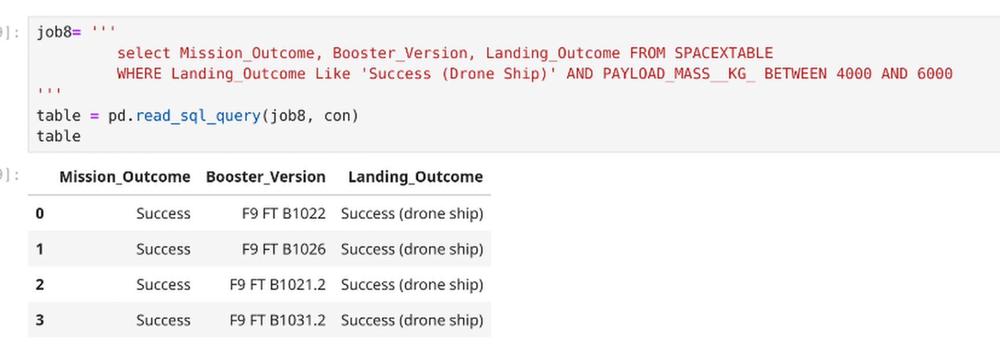 ]:
job8= '''
select Mission_Outcome, Booster_Version, Landing_Outcome FROM SPACEXTABLE
WHERE Landing_Outcome Like 'Success (Drone Ship)' AND PAYLOAD_MASS__KG_ BETWEEN 4000 AND 6000
'''
table = pd.read_sql_query(job8, con)
table
]:
Mission_Outcome Booster_Version Landing_Outcome
0 Success F9 FT B1022 Success (drone ship)
1 Success F9 FT B1026 Success (drone ship)
2 Success F9 FT B1021.2 Success (drone ship)
3 Success F9 FT B1031.2 Success (drone ship)